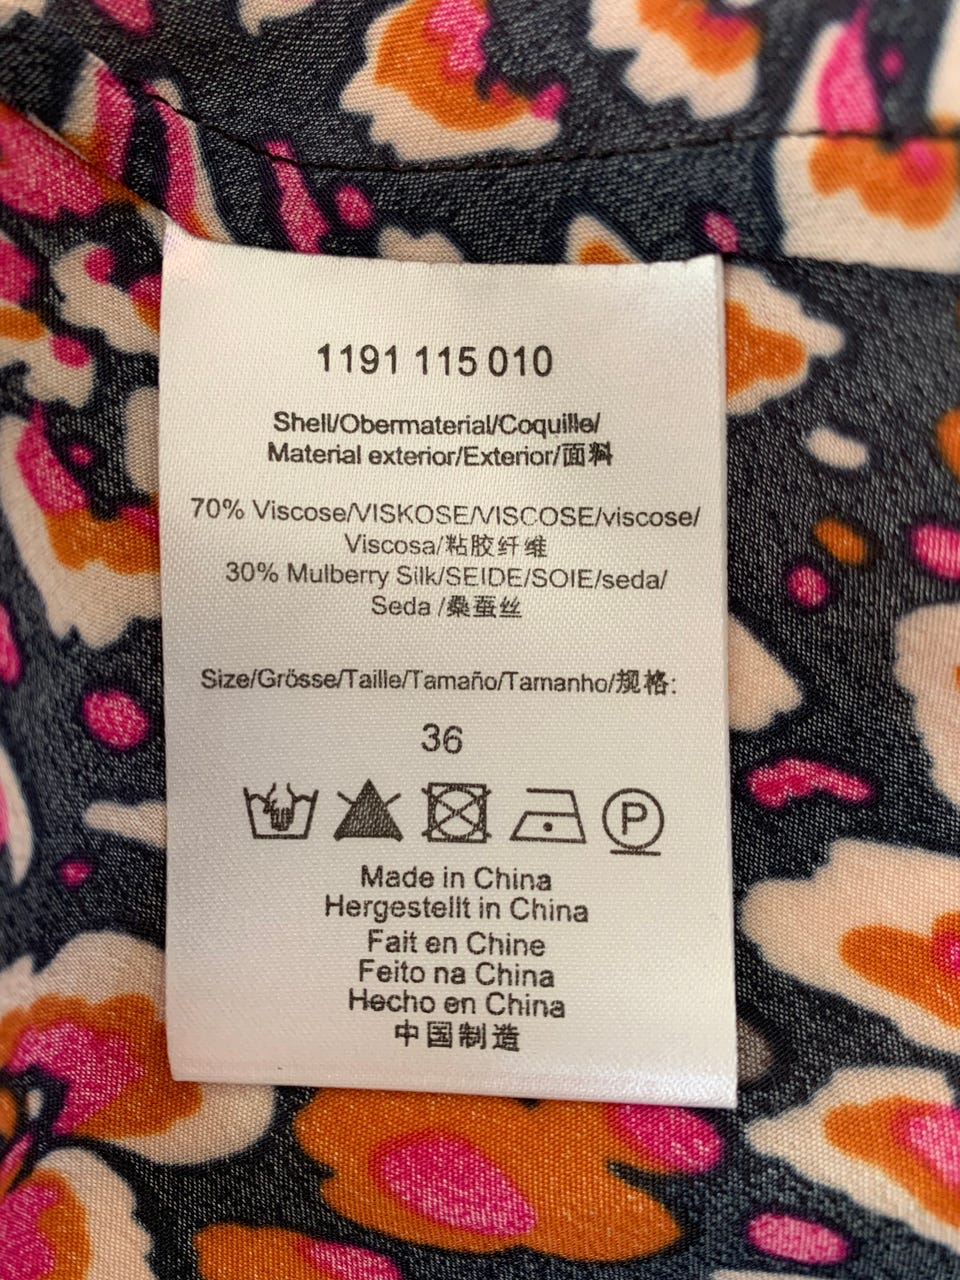 1191 115 010
Shell/Obermaterial/Coquille/
Material exterior/Exterior/面料
70% Viscose/VISKOSE/VISCOSE/viscose/
Viscosa/粘胶纤维
30% Mulberry Silk/SEIDE/SOIE/seda/
Seda /桑蚕丝
Size/Grösse/Taille/Tamaño/Tamanho/规格:
36
P
Made in China
Hergestellt in China
Fait en Chine
Feito na China
Hecho en China
中国制造